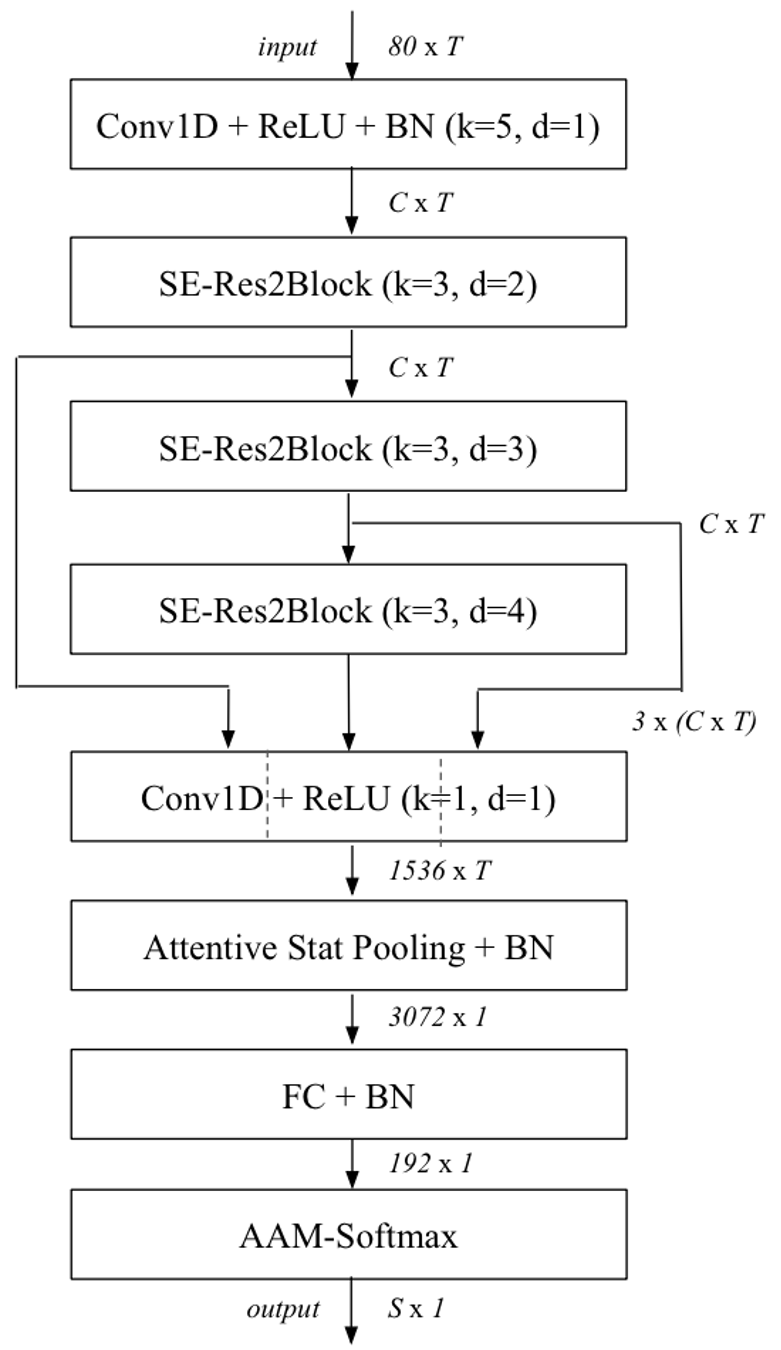 input 80 x T
Conv1D + ReLU + BN (k=5, d=1)
C x T
SE-Res2Block (k=3, d=2)
C x T
SE-Res2Block (k=3, d=3)
C x T
SE-Res2Block (k=3, d=4)
3 x (C x T)
Conv1D + ReLU (k=1, d=1)
1536 x T
Attentive Stat Pooling + BN
3072 x 1
FC + BN
192 x 1
AAM-Softmax
output S x 1